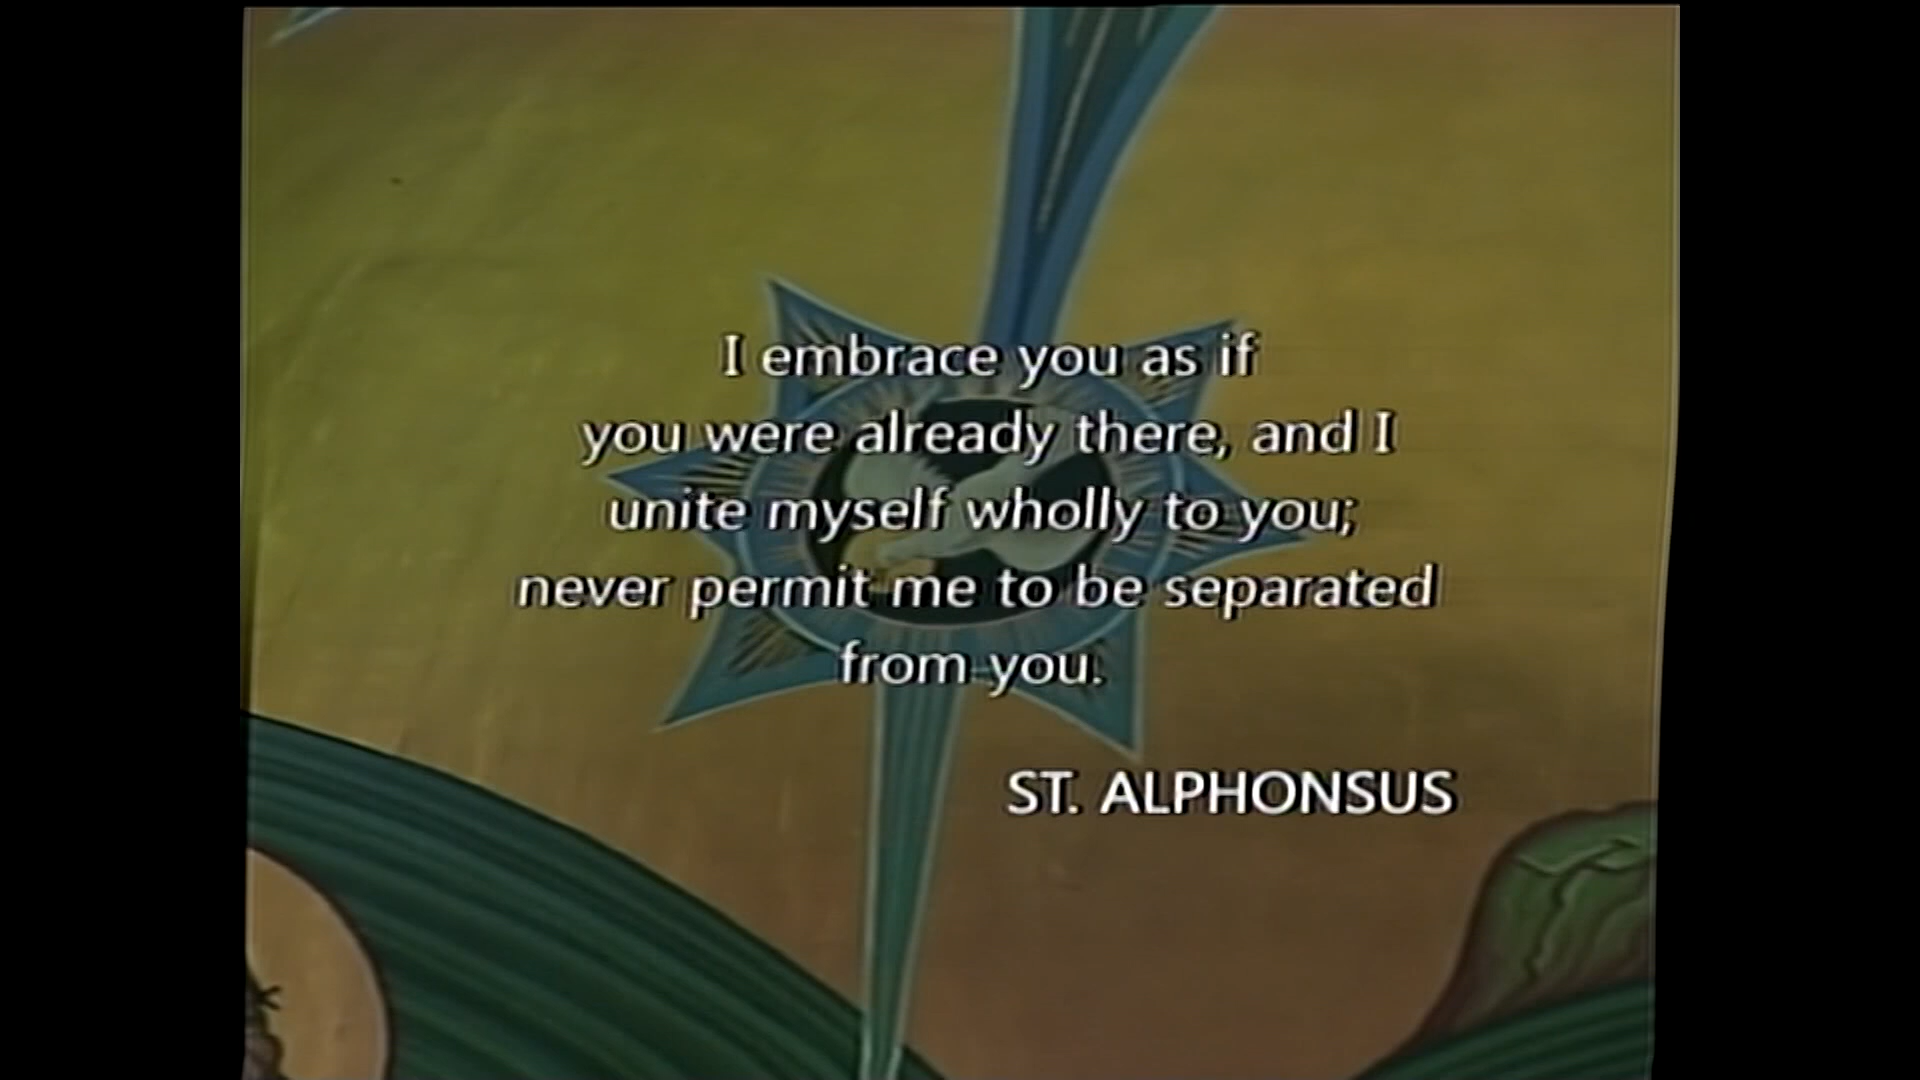 I embrace you as if
you were already there, and I
unite myself wholly to you;
never permit me to be separated
from you.
ST. ALPHONSUS